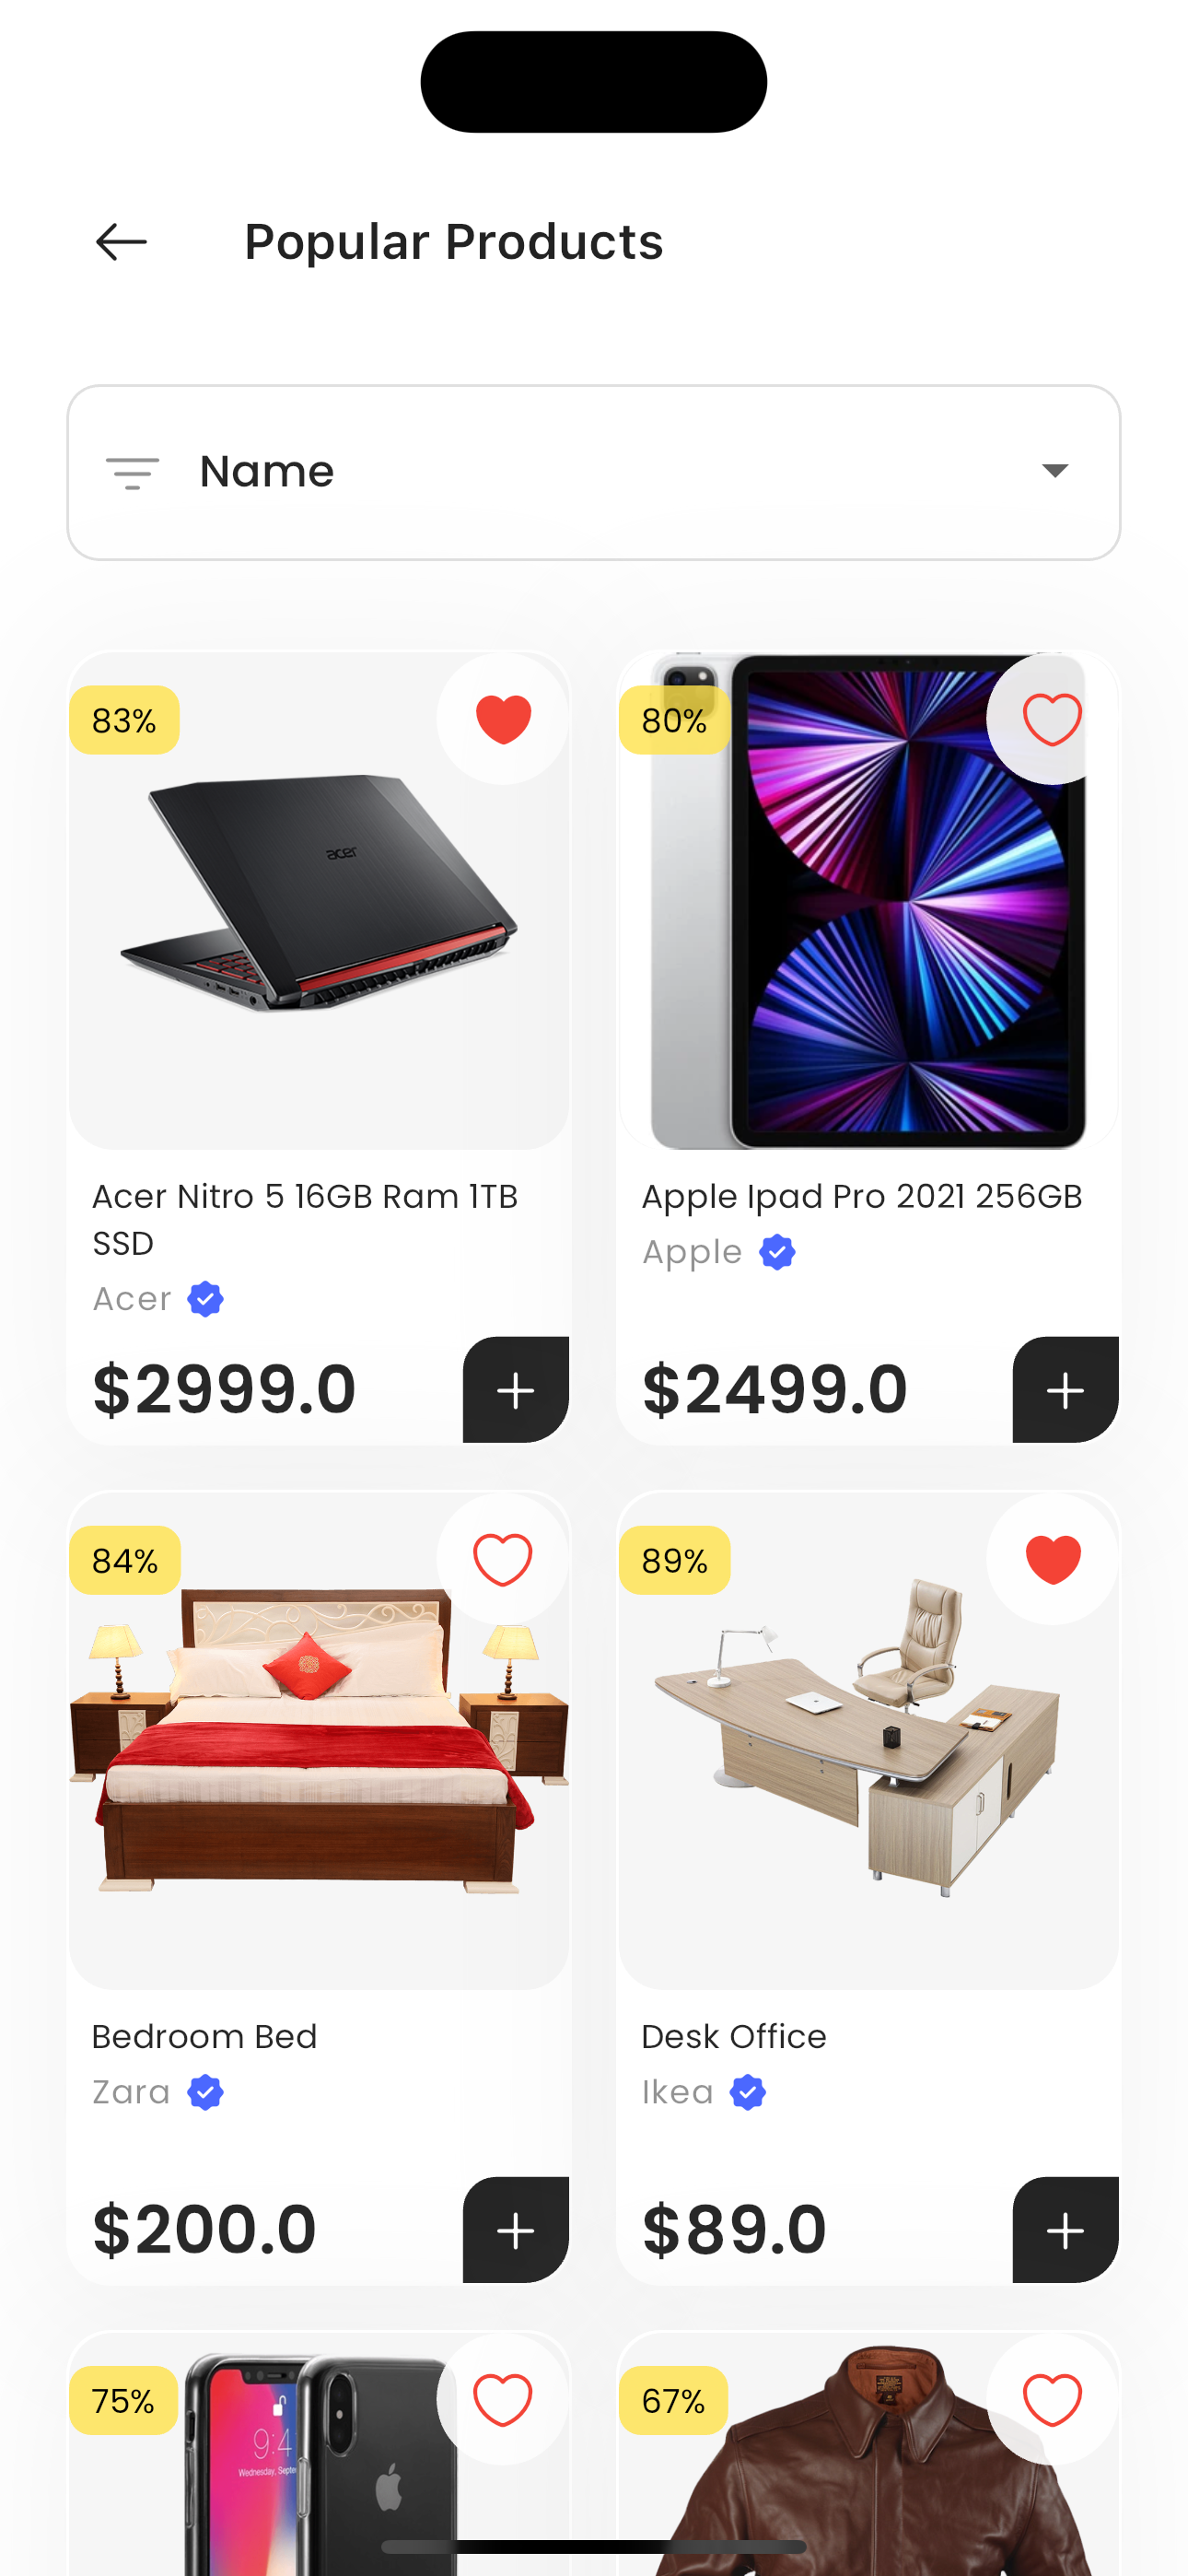 Popular Products
Name
83%
80%
acer
Acer Nitro 5 16GB Ram 1TB
SSD
Acer
Apple Ipad Pro 2021 256GB
Apple
$2999.0
$2499.0
84%
89%
Bedroom Bed
Zara
Desk Office
Ikea
$200.0
$89.0
75%
67%
9:4
Wednesday, Septe